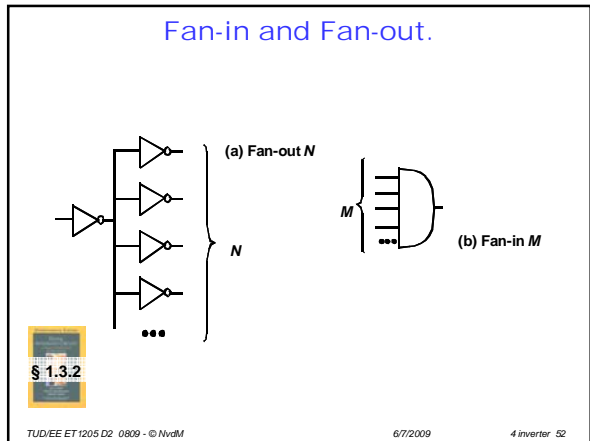 Fan-in and Fan-out.
(a) Fan-out N
N
M
(b) Fan-in M
§ 1.3.2
TUD/EE ET1205 D2 0809 - © NvdM 6/7/2009 4 inverter 52